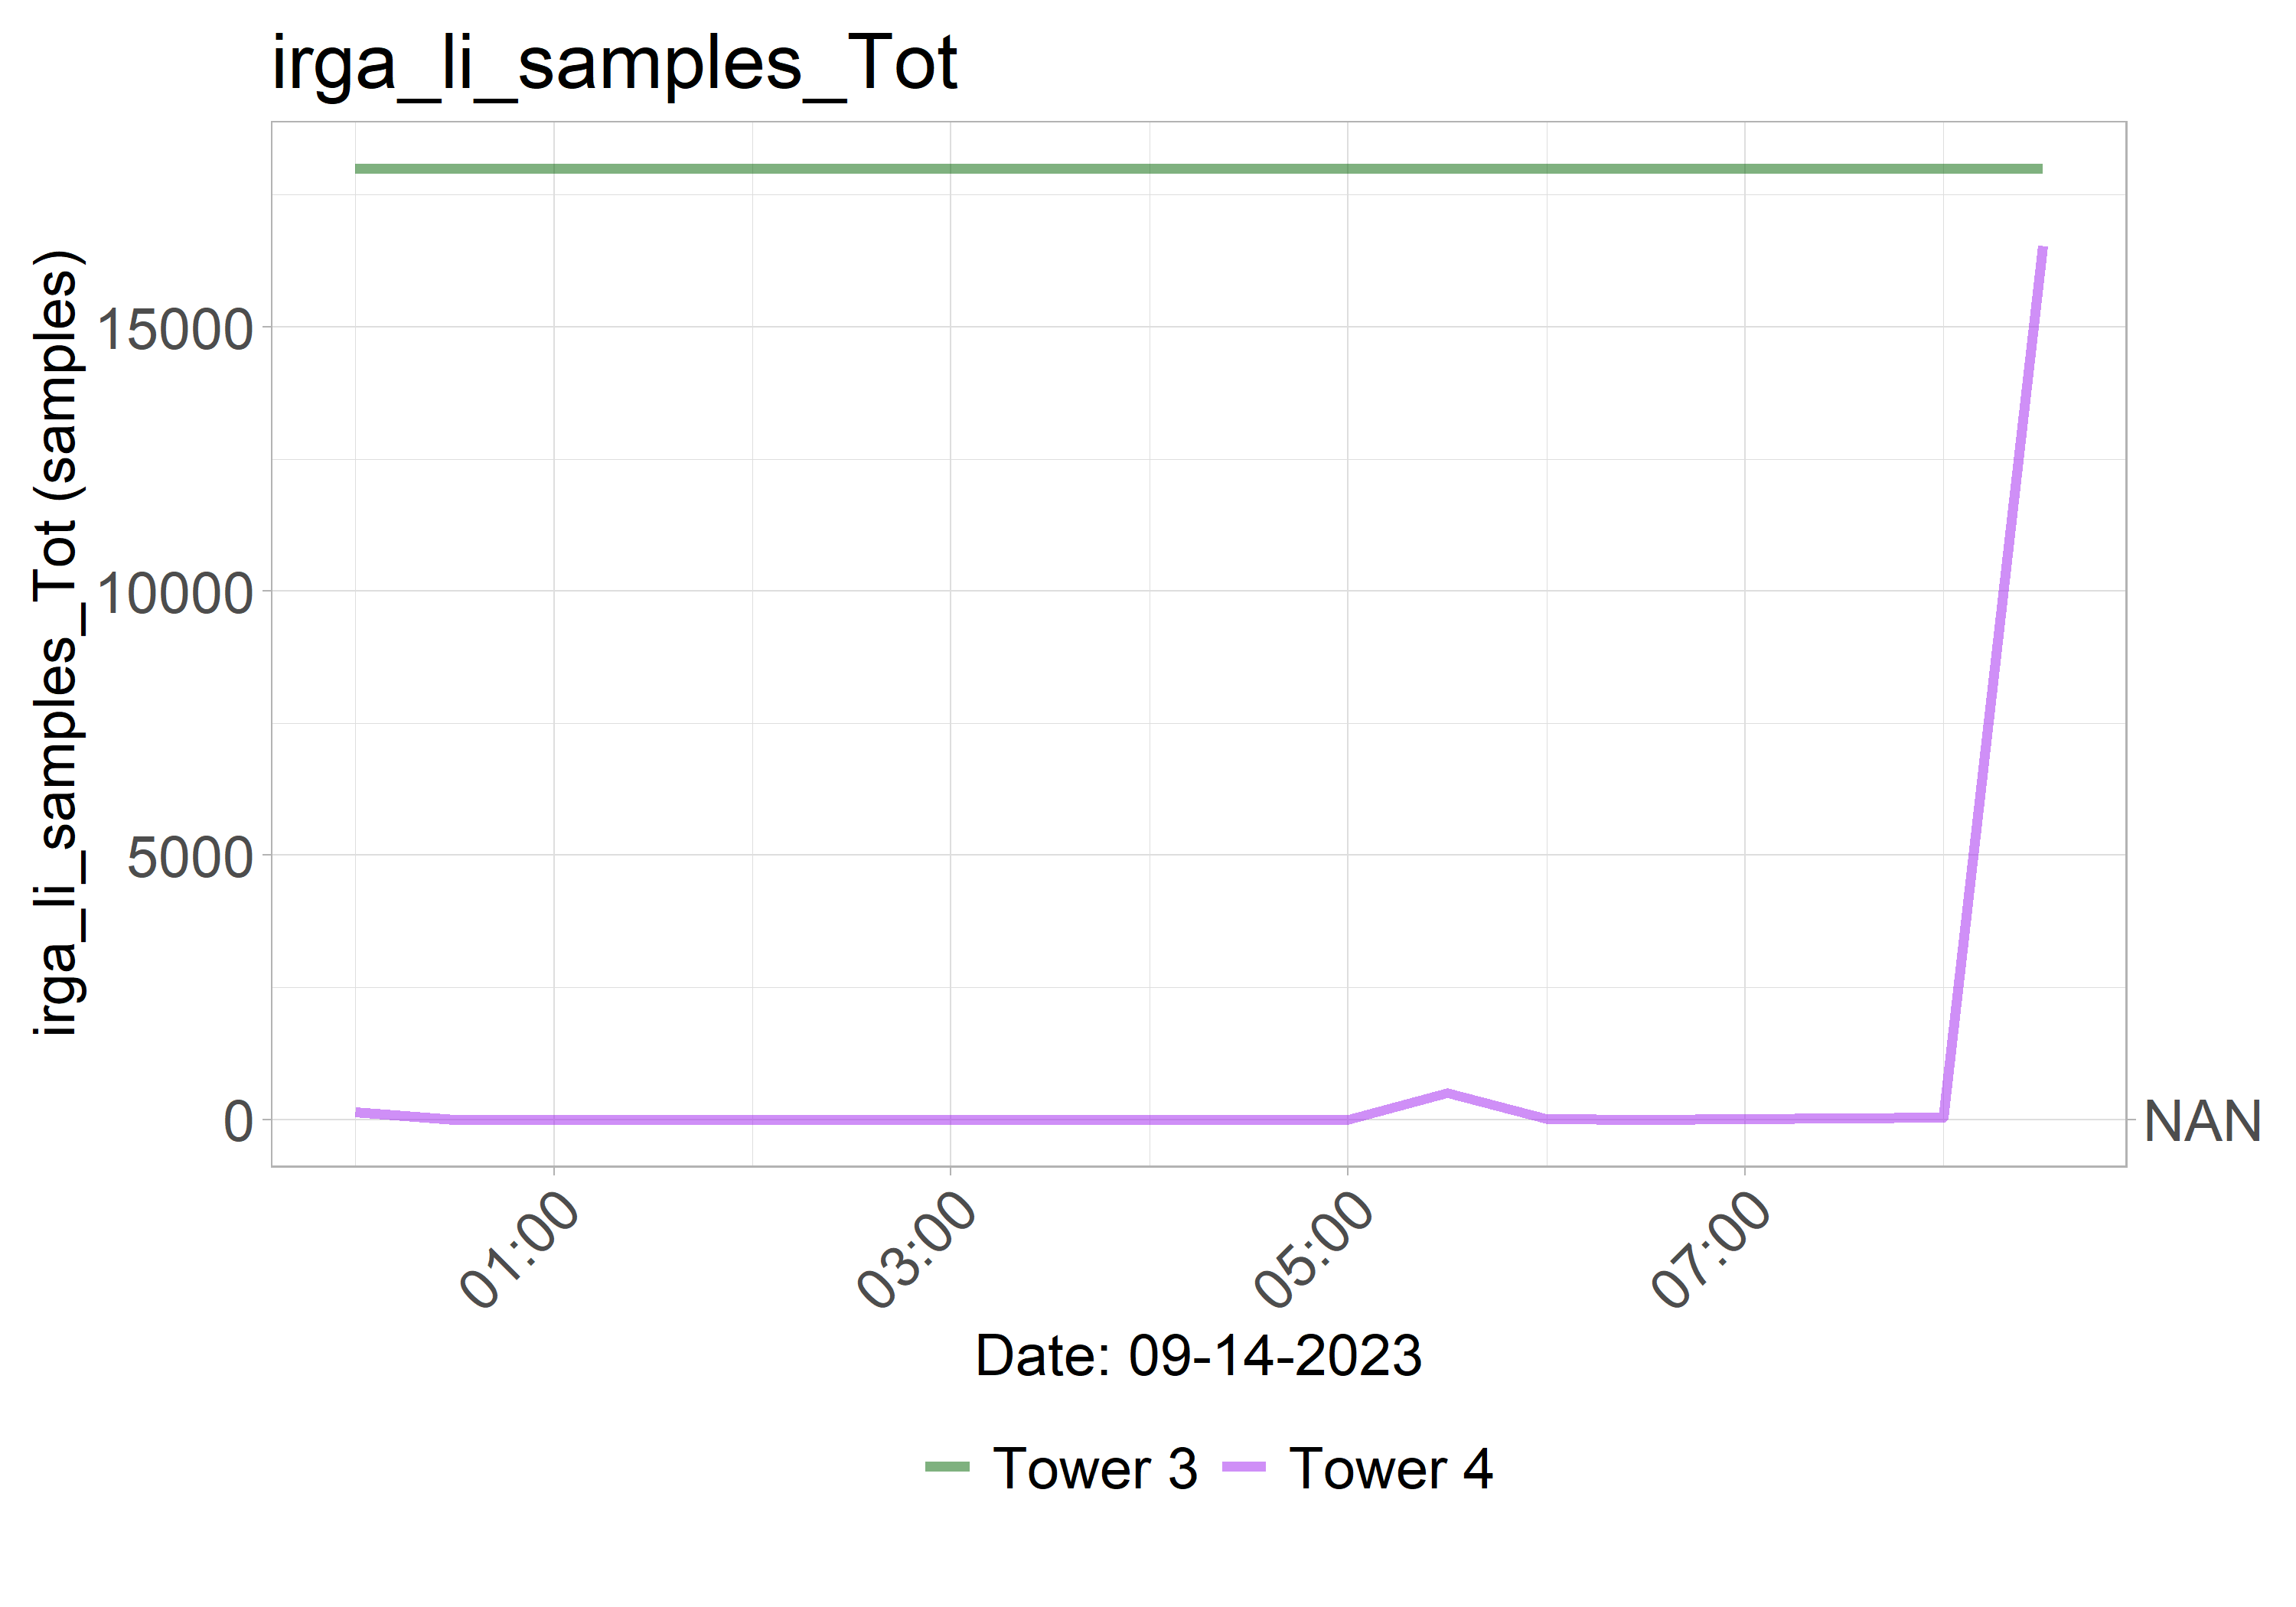 irga_li_samples_Tot
irga_li_samples_Tot (samples)
15000
10000
5000
0
NAN
01:00
03:00
05:00
07:00
Date: 09-14-2023
Tower 3
Tower 4